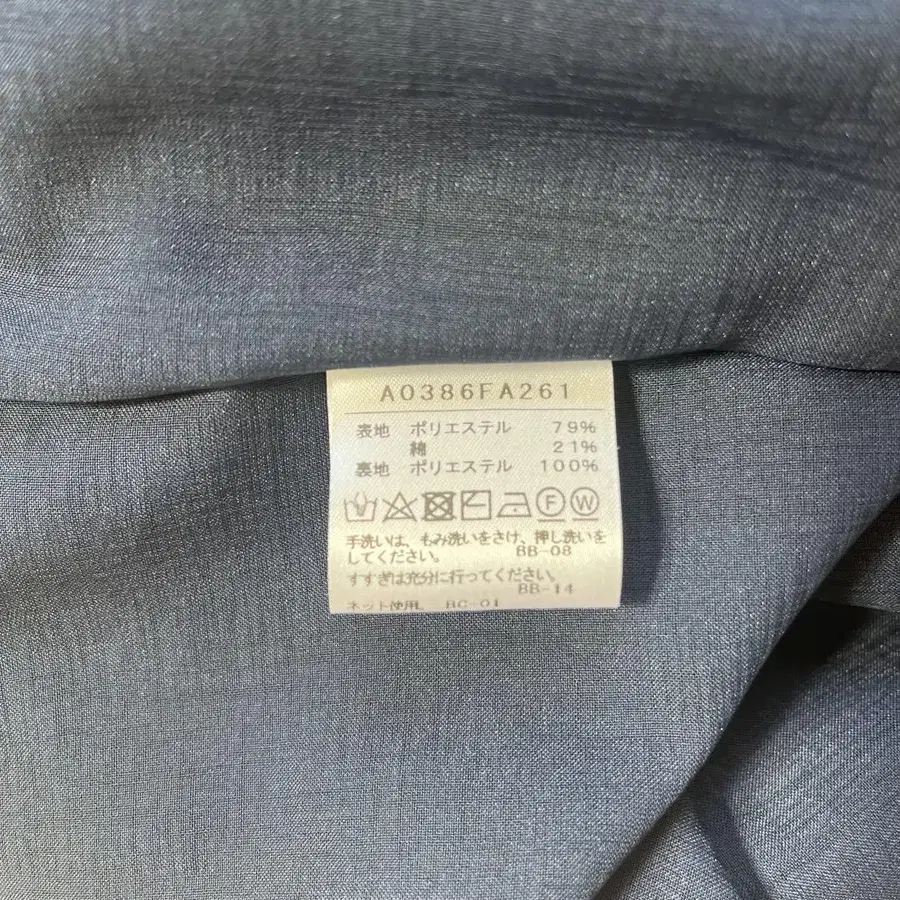 A0386FA261
表地 ポリエステル 79%
綿 21%
裏地 ポリエステル 100%
F W
手洗いは、もみ洗いをさけ、押し洗いを
してください。 BB-08
すすぎは充分に行ってください。
BB-14
ネット使用。 BC-01